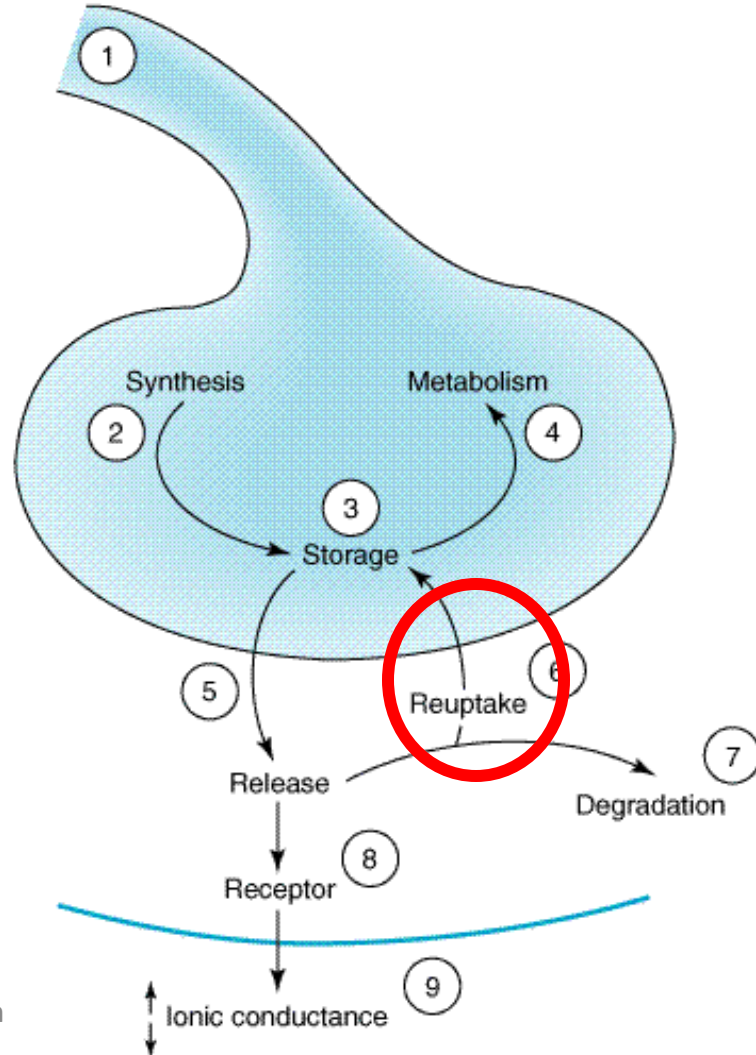 1
Synthesis
Metabolism
2
4
3
Storage
5
6
Reuptake
7
Release
Degradation
8
Receptor
9
Ionic conductance